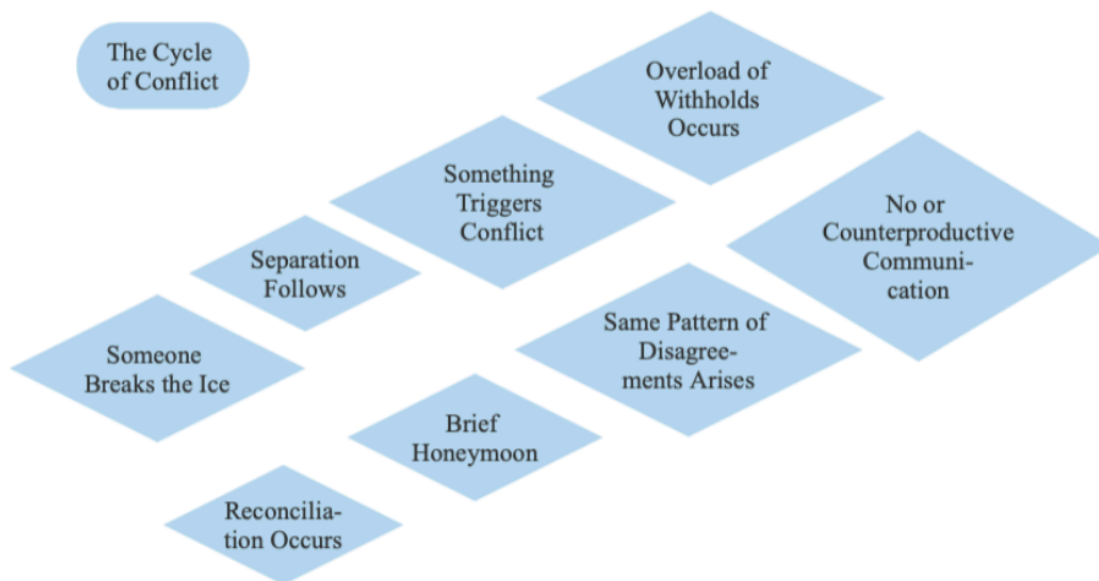 The Cycle
of Conflict
Overload of
Withholds
Occurs
Something
Triggers
Conflict
No or
Counterproductive
Communi-
cation
Separation
Follows
Same Pattern of
Disagree-
ments Arises
Someone
Breaks the Ice
Brief
Honeymoon
Reconcilia-
tion Occurs